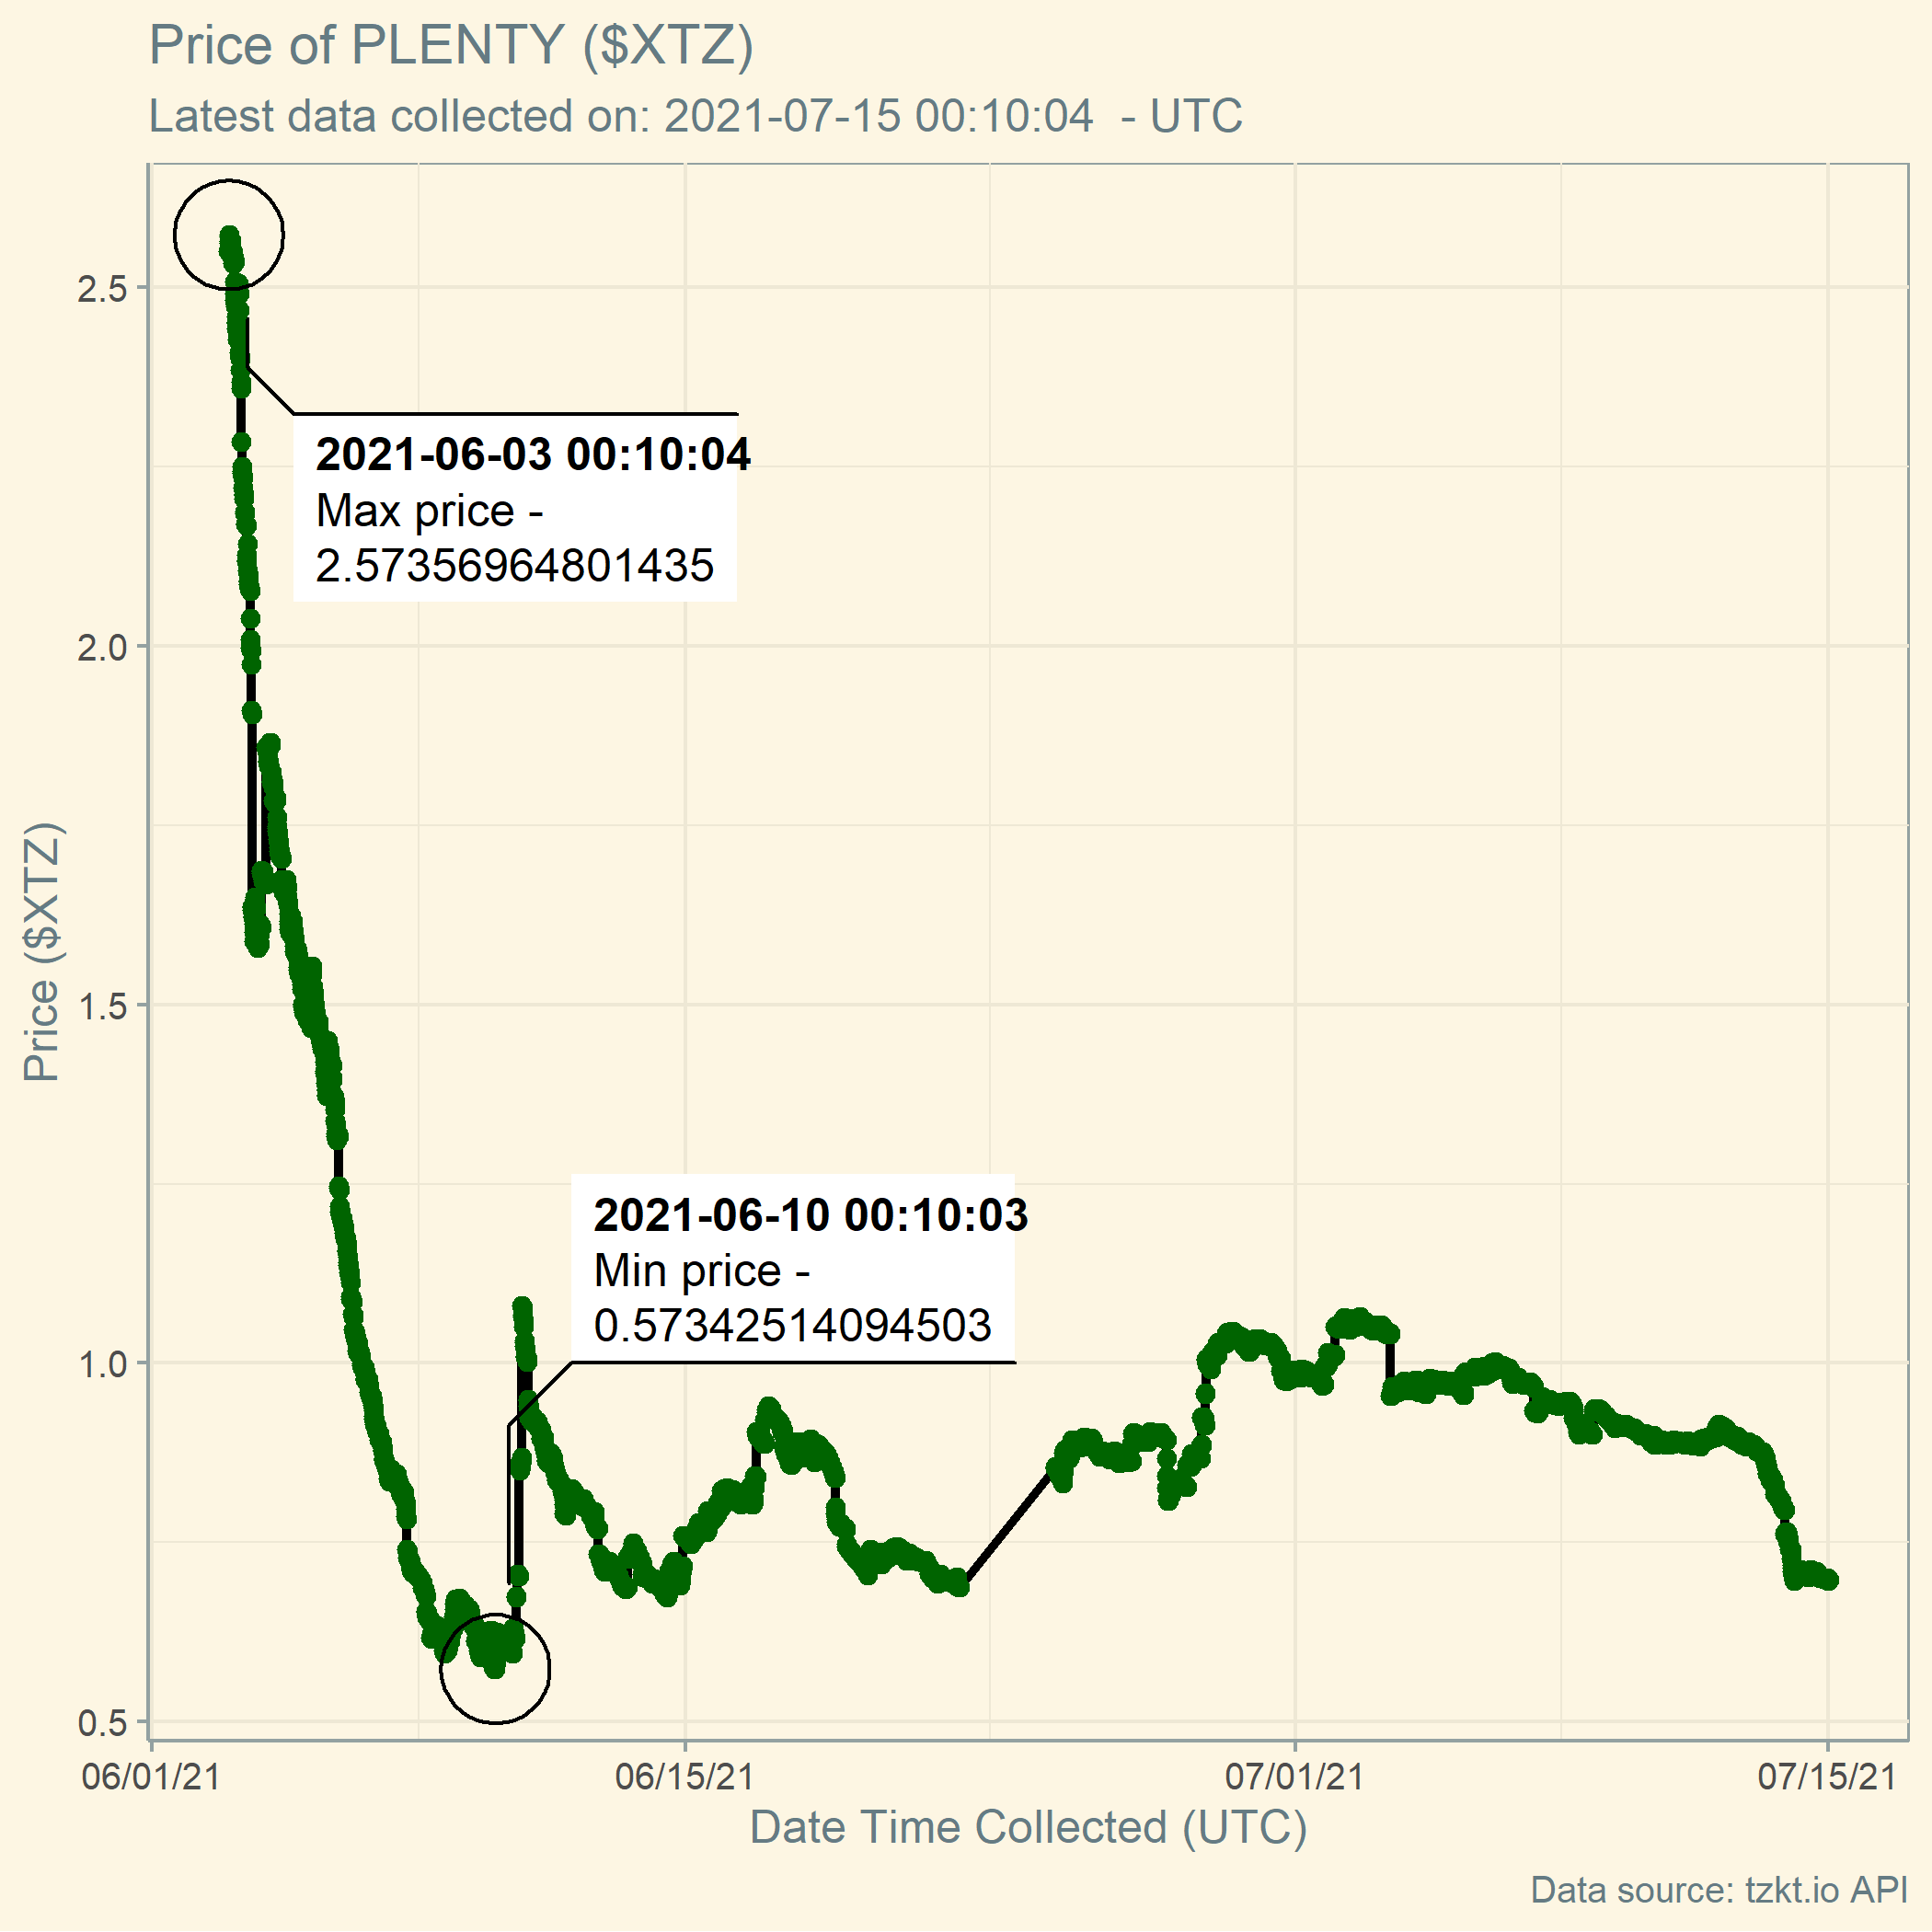 Price of PLENTY ($XTZ)
Latest data collected on: 2021-07-15 00:10:04  - UTC
2.5
2.0
1.5
1.0
0.5
Price ($XTZ)
2021-06-03 00:10:04
Max price -
2.57356964801435
2021-06-10 00:10:03
Min price -
0.57342514094503
06/01/21
06/15/21
07/01/21
07/15/21
Date Time Collected (UTC)
Data source: tzkt.io API